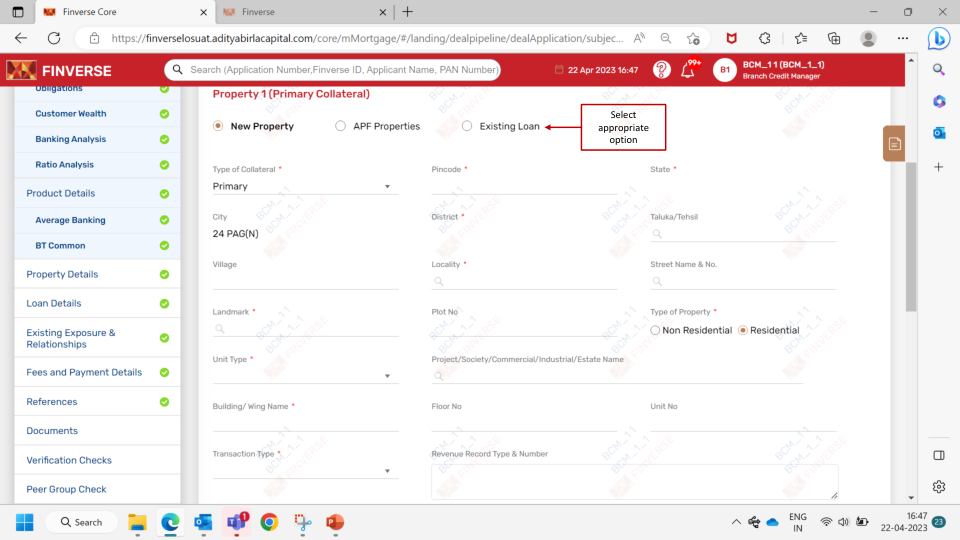 Finverse Core
Finverse
https://finverselosuat.adityabirlacapital.com/core/mMortgage/#/landing/dealpipeline/dealApplication/subjec...
FINVERSE
Search (Application Number,Finverse ID, Applicant Name, PAN Number)
22 Apr 2023 16:47
99+
B1
BCM_1 1 (BCM_1_1)
Branch Credit Manager
Obligations
Customer Wealth
Banking Analysis
Ratio Analysis
Product Details
Average Banking
BT Common
Property Details
Loan Details
Existing Exposure &
Relationships
Fees and Payment Details
References
Documents
Verification Checks
Peer Group Check
Property 1 (Primary Collateral)
New Property
APF Properties
Existing Loan
Select
appropriate
option
Type of Collateral *
Pincode *
State *
Primary
City
District *
Taluka/Tehsil
24 PAG(N)
Village
Locality *
Street Name & No.
Landmark *
Plot No
Type of Property *
Non Residential
Residential
Unit Type *
Project/Society/Commercial/Industrial/Estate Name
Building/ Wing Name *
Floor No
Unit No
Transaction Type *
Revenue Record Type & Number
BCM_1 1
BCM_1_1
FINVERSE
Search
1
ENG
IN
16:47
22-04-2023
23